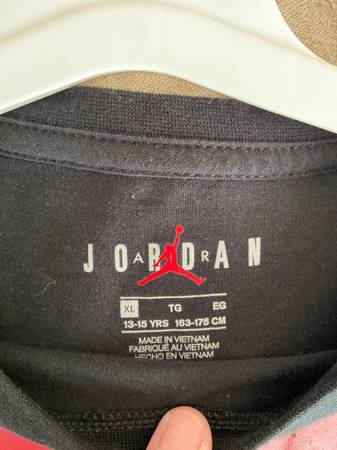 JORDAN
AIR
XL TG EG
13-15 YRS 163-175 CM
MADE IN VIETNAM
FABRIQUÉ AU VIETNAM
HECHO EN VIETNAM